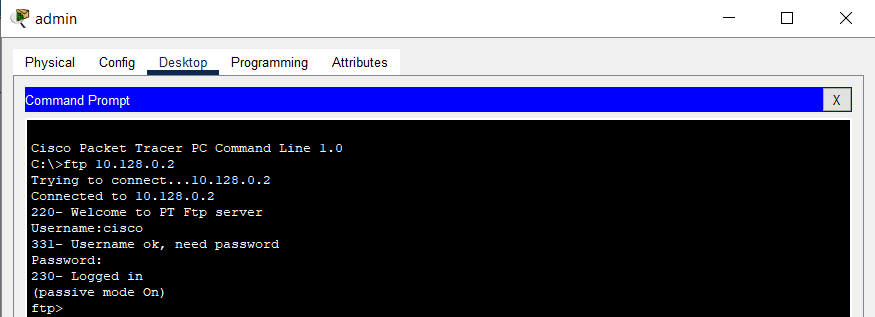 admin
Physical Config Desktop Programming Attributes
Command Prompt X
Cisco Packet Tracer PC Command Line 1.0
C:\>ftp 10.128.0.2
Trying to connect...10.128.0.2
Connected to 10.128.0.2
220- Welcome to PT Ftp server
Username:cisco
331- Username ok, need password
Password:
230- Logged in
(passive mode On)
ftp>